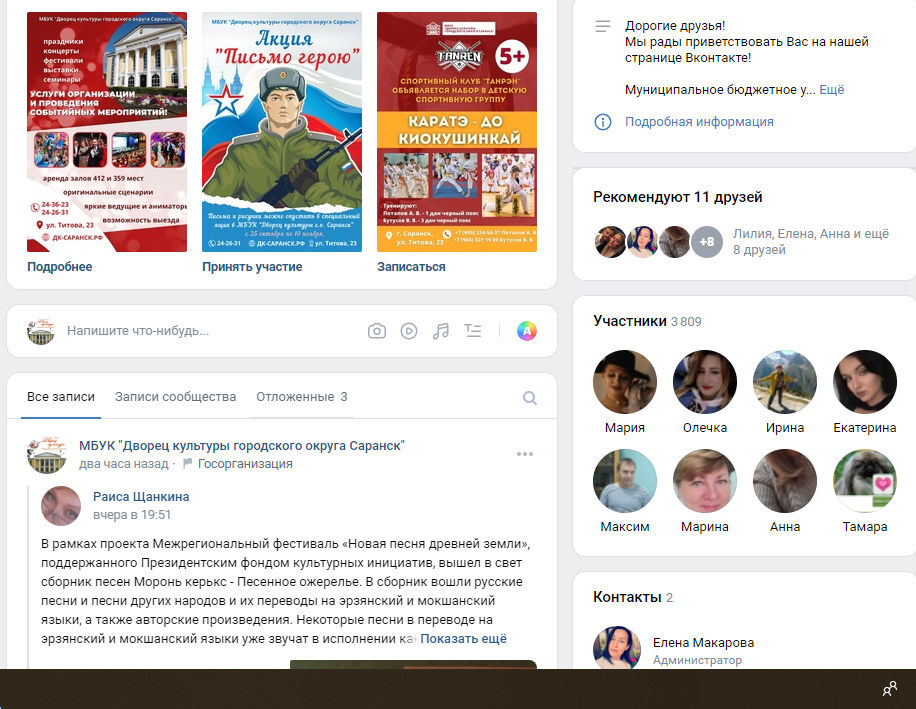 МБУК "Дворец культуры городского округа Саранск"
праздники
концерты
фестивали
выставки
семинары
УСЛУГИ ОРГАНИЗАЦИИ
И ПРОВЕДЕНИЯ
СОБЫТИЙНЫХ МЕРОПРИЯТИЙ!
аренда залов 412 и 359 мест
оригинальные сценарии
24-36-23
24-26-31
яркие ведущие и аниматоры
возможность выезда
ул. Титова, 23
ДК-САРАНСК.РФ
Подробнее
МБУК "Дворец культуры городского округа Саранск"
Акция
"Письмо герою"
Письма и рисунки можно опустить в специальный
ящик в МБУК "Дворец культуры г.о. Саранск"
с 25 октября по 10 ноября.
24-26-31
ДК-САРАНСК.РФ
ул. Титова, 23
Принять участие
TANREN
5+
СПОРТИВНЫЙ КЛУБ "ТАНРЭН"
ОБЪЯВЛЯЕТСЯ НАБОР В ДЕТСКУЮ
СПОРТИВНУЮ ГРУППУ
КАРАТЭ - ДО
КИОКУШИНКАЙ
Тренируют:
Потапов А. В. - 1 дан черный пояс
Бутусов В. В. - 3 дан черный пояс
г. Саранск,
ул. Титова, 23
Записаться
Напишите что-нибудь...
Все записи
Записи сообщества
Отложенные 3
МБУК "Дворец культуры городского округа Саранск"
два часа назад · Госорганизация
Раиса Щанкина
вчера в 19:51
В рамках проекта Межрегиональный фестиваль «Новая песня древней земли»,
поддержанного Президентским фондом культурных инициатив, вышел в свет
сборник песен Моронь керькс - Песенное ожерелье. В сборник вошли русские
песни и песни других народов и их переводы на эрзянский и мокшанский
языки, а также авторские произведения. Некоторые песни в переводе на
эрзянский и мокшанский языки уже звучат в исполнении Показать ещё
Дорогие друзья!
Мы рады приветствовать Вас на нашей
странице Вконтакте!
Муниципальное бюджетное у... Ещё
Подробная информация
Рекомендуют 11 друзей
+8
Лилия, Елена, Анна и ещё
8 друзей
Участники 3 809
Мария
Олечка
Ирина
Екатерина
Максим
Марина
Анна
Тамара
Контакты 2
Елена Макарова
Администратор